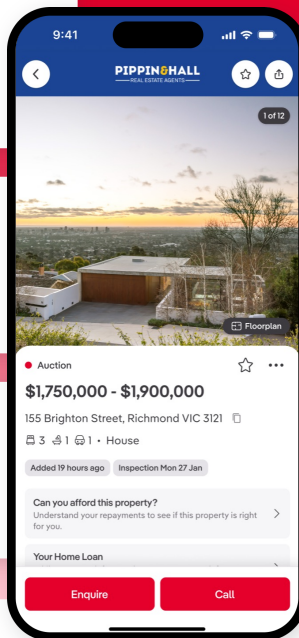 9:41
PIPPIN&HALL
REAL ESTATE AGENTS
1 of 12
Floorplan
Auction
$1,750,000 - $1,900,000
155 Brighton Street, Richmond VIC 3121
3 1 1 • House
Added 19 hours ago Inspection Mon 27 Jan
Can you afford this property?
Understand your repayments to see if this property is right
for you.
Your Home Loan
Enquire Call